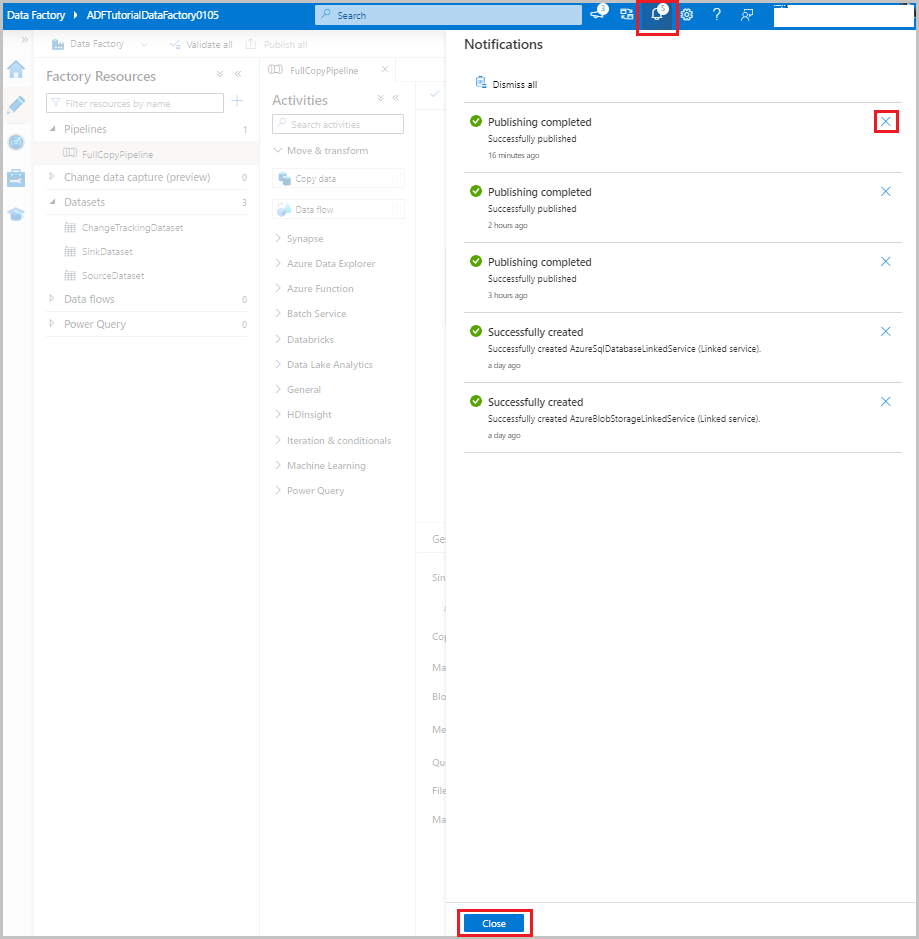 Data Factory ADFTutorialDataFactory0105
Search
3
5
Data Factory
Validate all
Publish all
Factory Resources
Filter resources by name
Pipelines 1
FullCopyPipeline
Change data capture (preview) 0
Datasets 3
ChangeTrackingDataset
SinkDataset
SourceDataset
Data flows 0
Power Query 0
FullCopyPipeline
Activities
Search activities
Move & transform
Copy data
Data flow
Synapse
Azure Data Explorer
Azure Function
Batch Service
Databricks
Data Lake Analytics
General
HDInsight
Iteration & conditionals
Machine Learning
Power Query
Ge
Sin
Cop
Ma
Blo
Me
Que
File
Ma
Notifications
Dismiss all
Publishing completed
Successfully published
16 minutes ago
Publishing completed
Successfully published
2 hours ago
Publishing completed
Successfully published
3 hours ago
Successfully created
Successfully created AzureSqlDatabaseLinkedService (Linked service).
a day ago
Successfully created
Successfully created AzureBlobStorageLinkedService (Linked service).
a day ago
Close